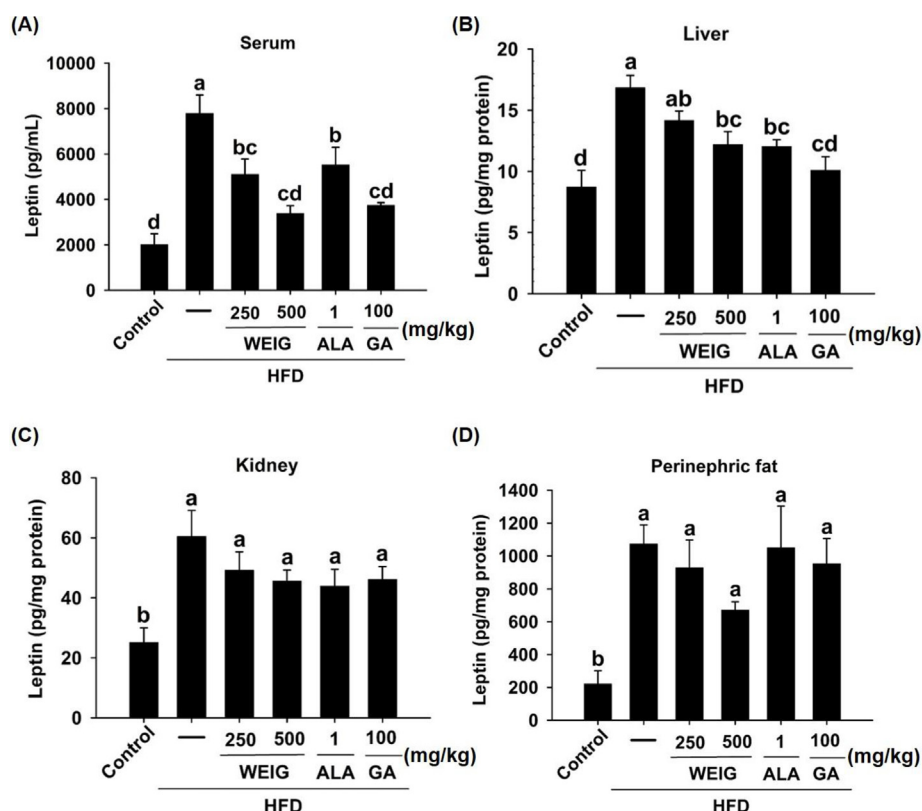 (A)
Serum
Leptin (pg/mL)
10000
8000
6000
4000
2000
0
d
a
bc
cd
b
cd
Control
—
250
500
1
100
(mg/kg)
WEIG
ALA
GA
HFD
(B)
Liver
Leptin (pg/mg protein)
20
15
10
5
0
d
a
ab
bc
bc
cd
Control
—
250
500
1
100
(mg/kg)
WEIG
ALA
GA
HFD
(C)
Kidney
Leptin (pg/mg protein)
80
60
40
20
0
b
a
a
a
a
a
Control
—
250
500
1
100
(mg/kg)
WEIG
ALA
GA
HFD
(D)
Perinephric fat
Leptin (pg/mg protein)
1400
1200
1000
800
600
400
200
0
b
a
a
a
a
a
Control
—
250
500
1
100
(mg/kg)
WEIG
ALA
GA
HFD